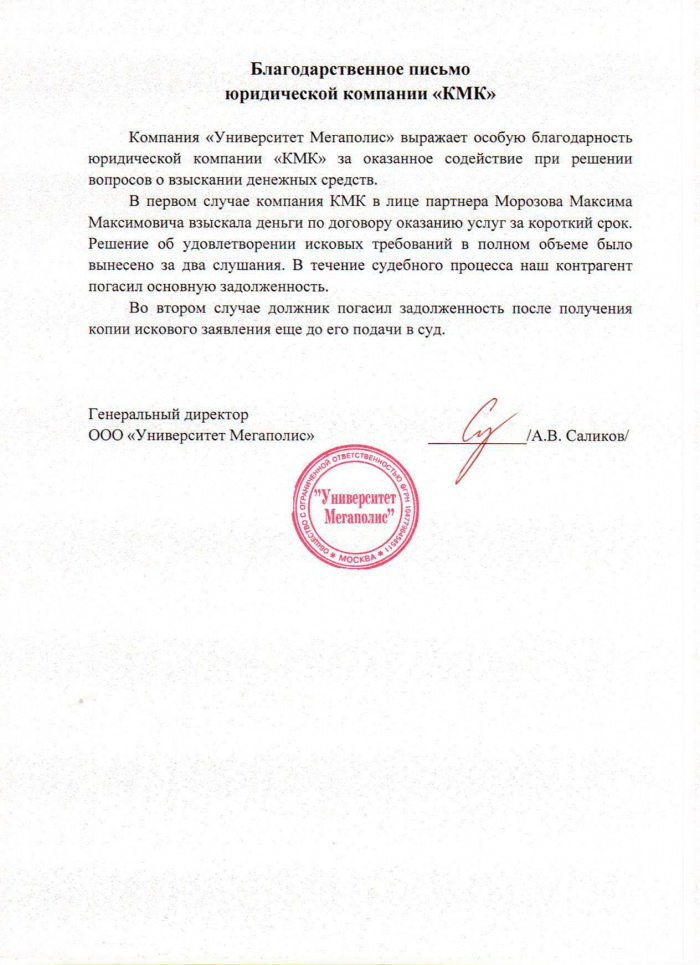 Благодарственное письмо
юридической компании «КМК»
Компания «Университет Мегаполис» выражает особую благодарность
юридической компании «КМК» за оказанное содействие при решении
вопросов о взыскании денежных средств.
В первом случае компания КМК в лице партнера Морозова Максима
Максимовича взыскала деньги по договору оказанию услуг за короткий срок.
Решение об удовлетворении исковых требований в полном объеме было
вынесено за два слушания. В течение судебного процесса наш контрагент
погасил основную задолженность.
Во втором случае должник погасил задолженность после получения
копии искового заявления еще до его подачи в суд.
Генеральный директор
ООО «Университет Мегаполис» /А.В. Саликов/
ОБЩЕСТВО С ОГРАНИЧЕННОЙ ОТВЕТСТВЕННОСТЬЮ
"Университет
Мегаполис"
* МОСКВА *